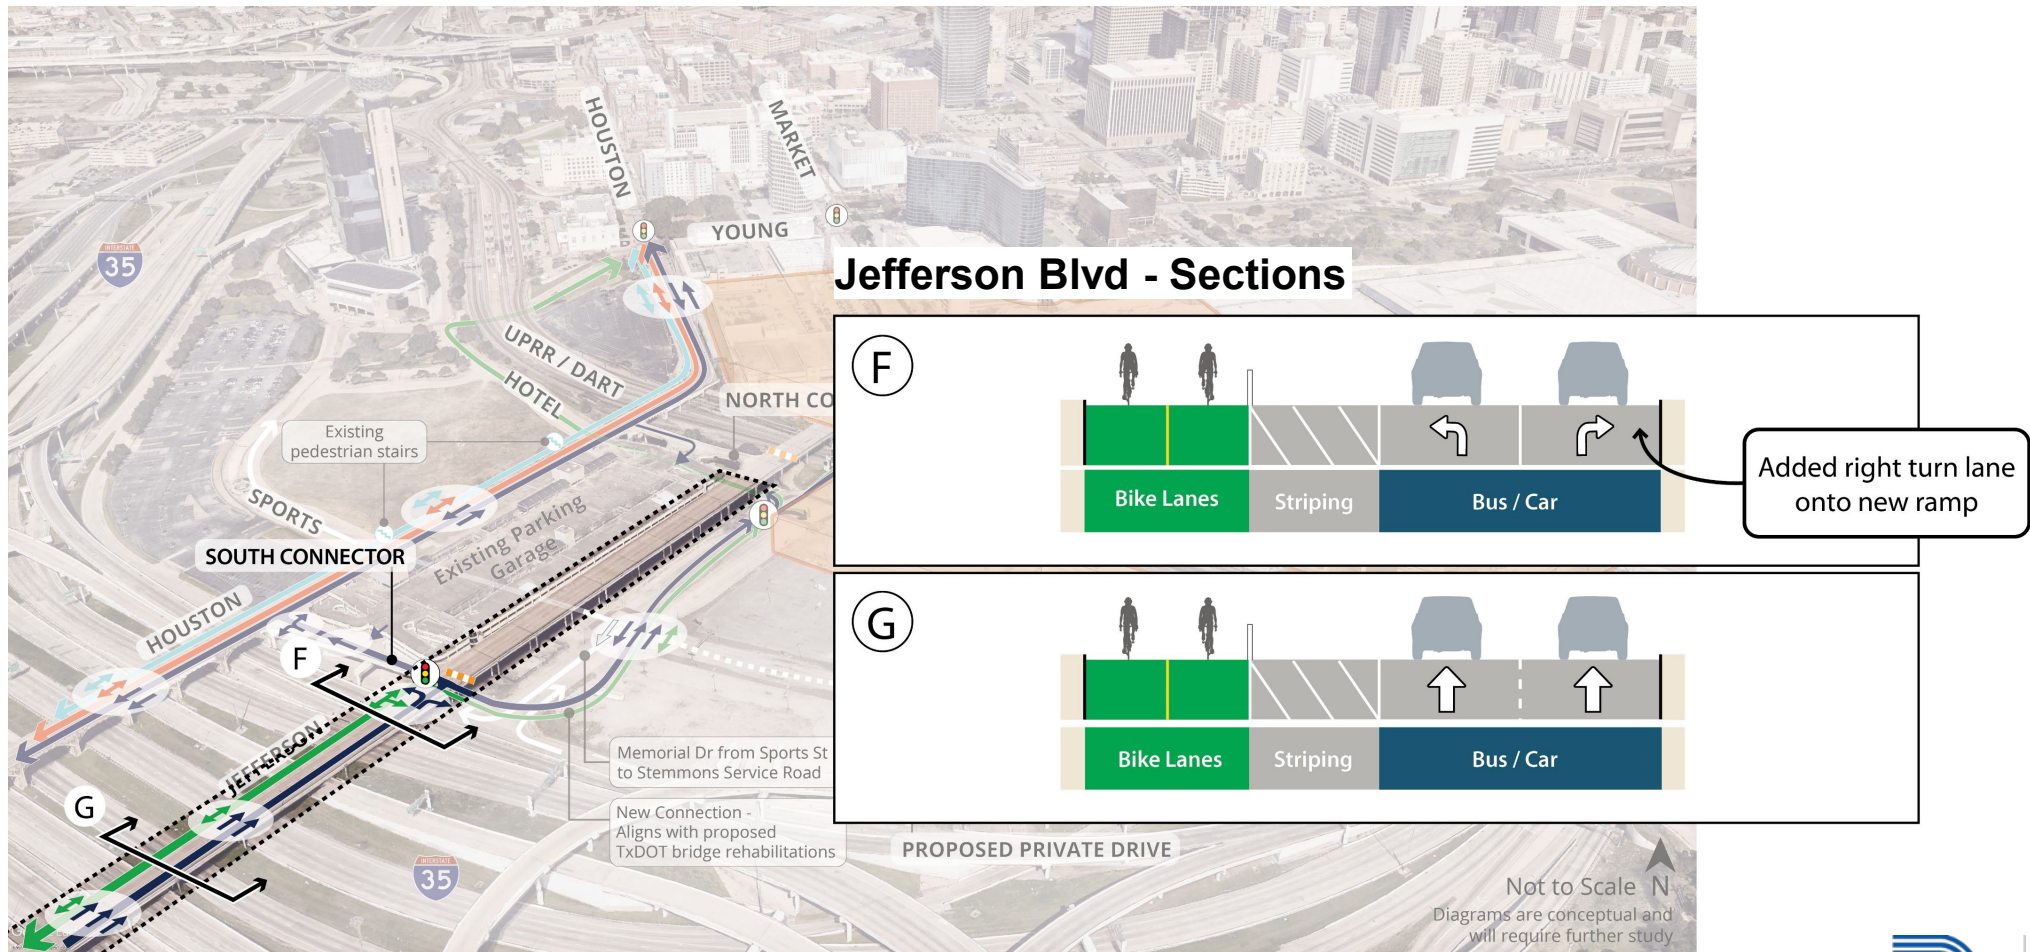 HOUSTON
MARKET
YOUNG
INTERSTATE
35
Jefferson Blvd - Sections
UPRR / DART
HOTEL
NORTH CO
Existing
pedestrian stairs
SPORTS
SOUTH CONNECTOR
Existing Parking
Garage
HOUSTON
F
G
JEFFERSON
Memorial Dr from Sports St
to Stemmons Service Road
New Connection -
Aligns with proposed
TxDOT bridge rehabilitations
INTERSTATE
35
PROPOSED PRIVATE DRIVE
F
Bike Lanes
Striping
Bus / Car
Added right turn lane
onto new ramp
G
Bike Lanes
Striping
Bus / Car
Not to Scale N
Diagrams are conceptual and
will require further study